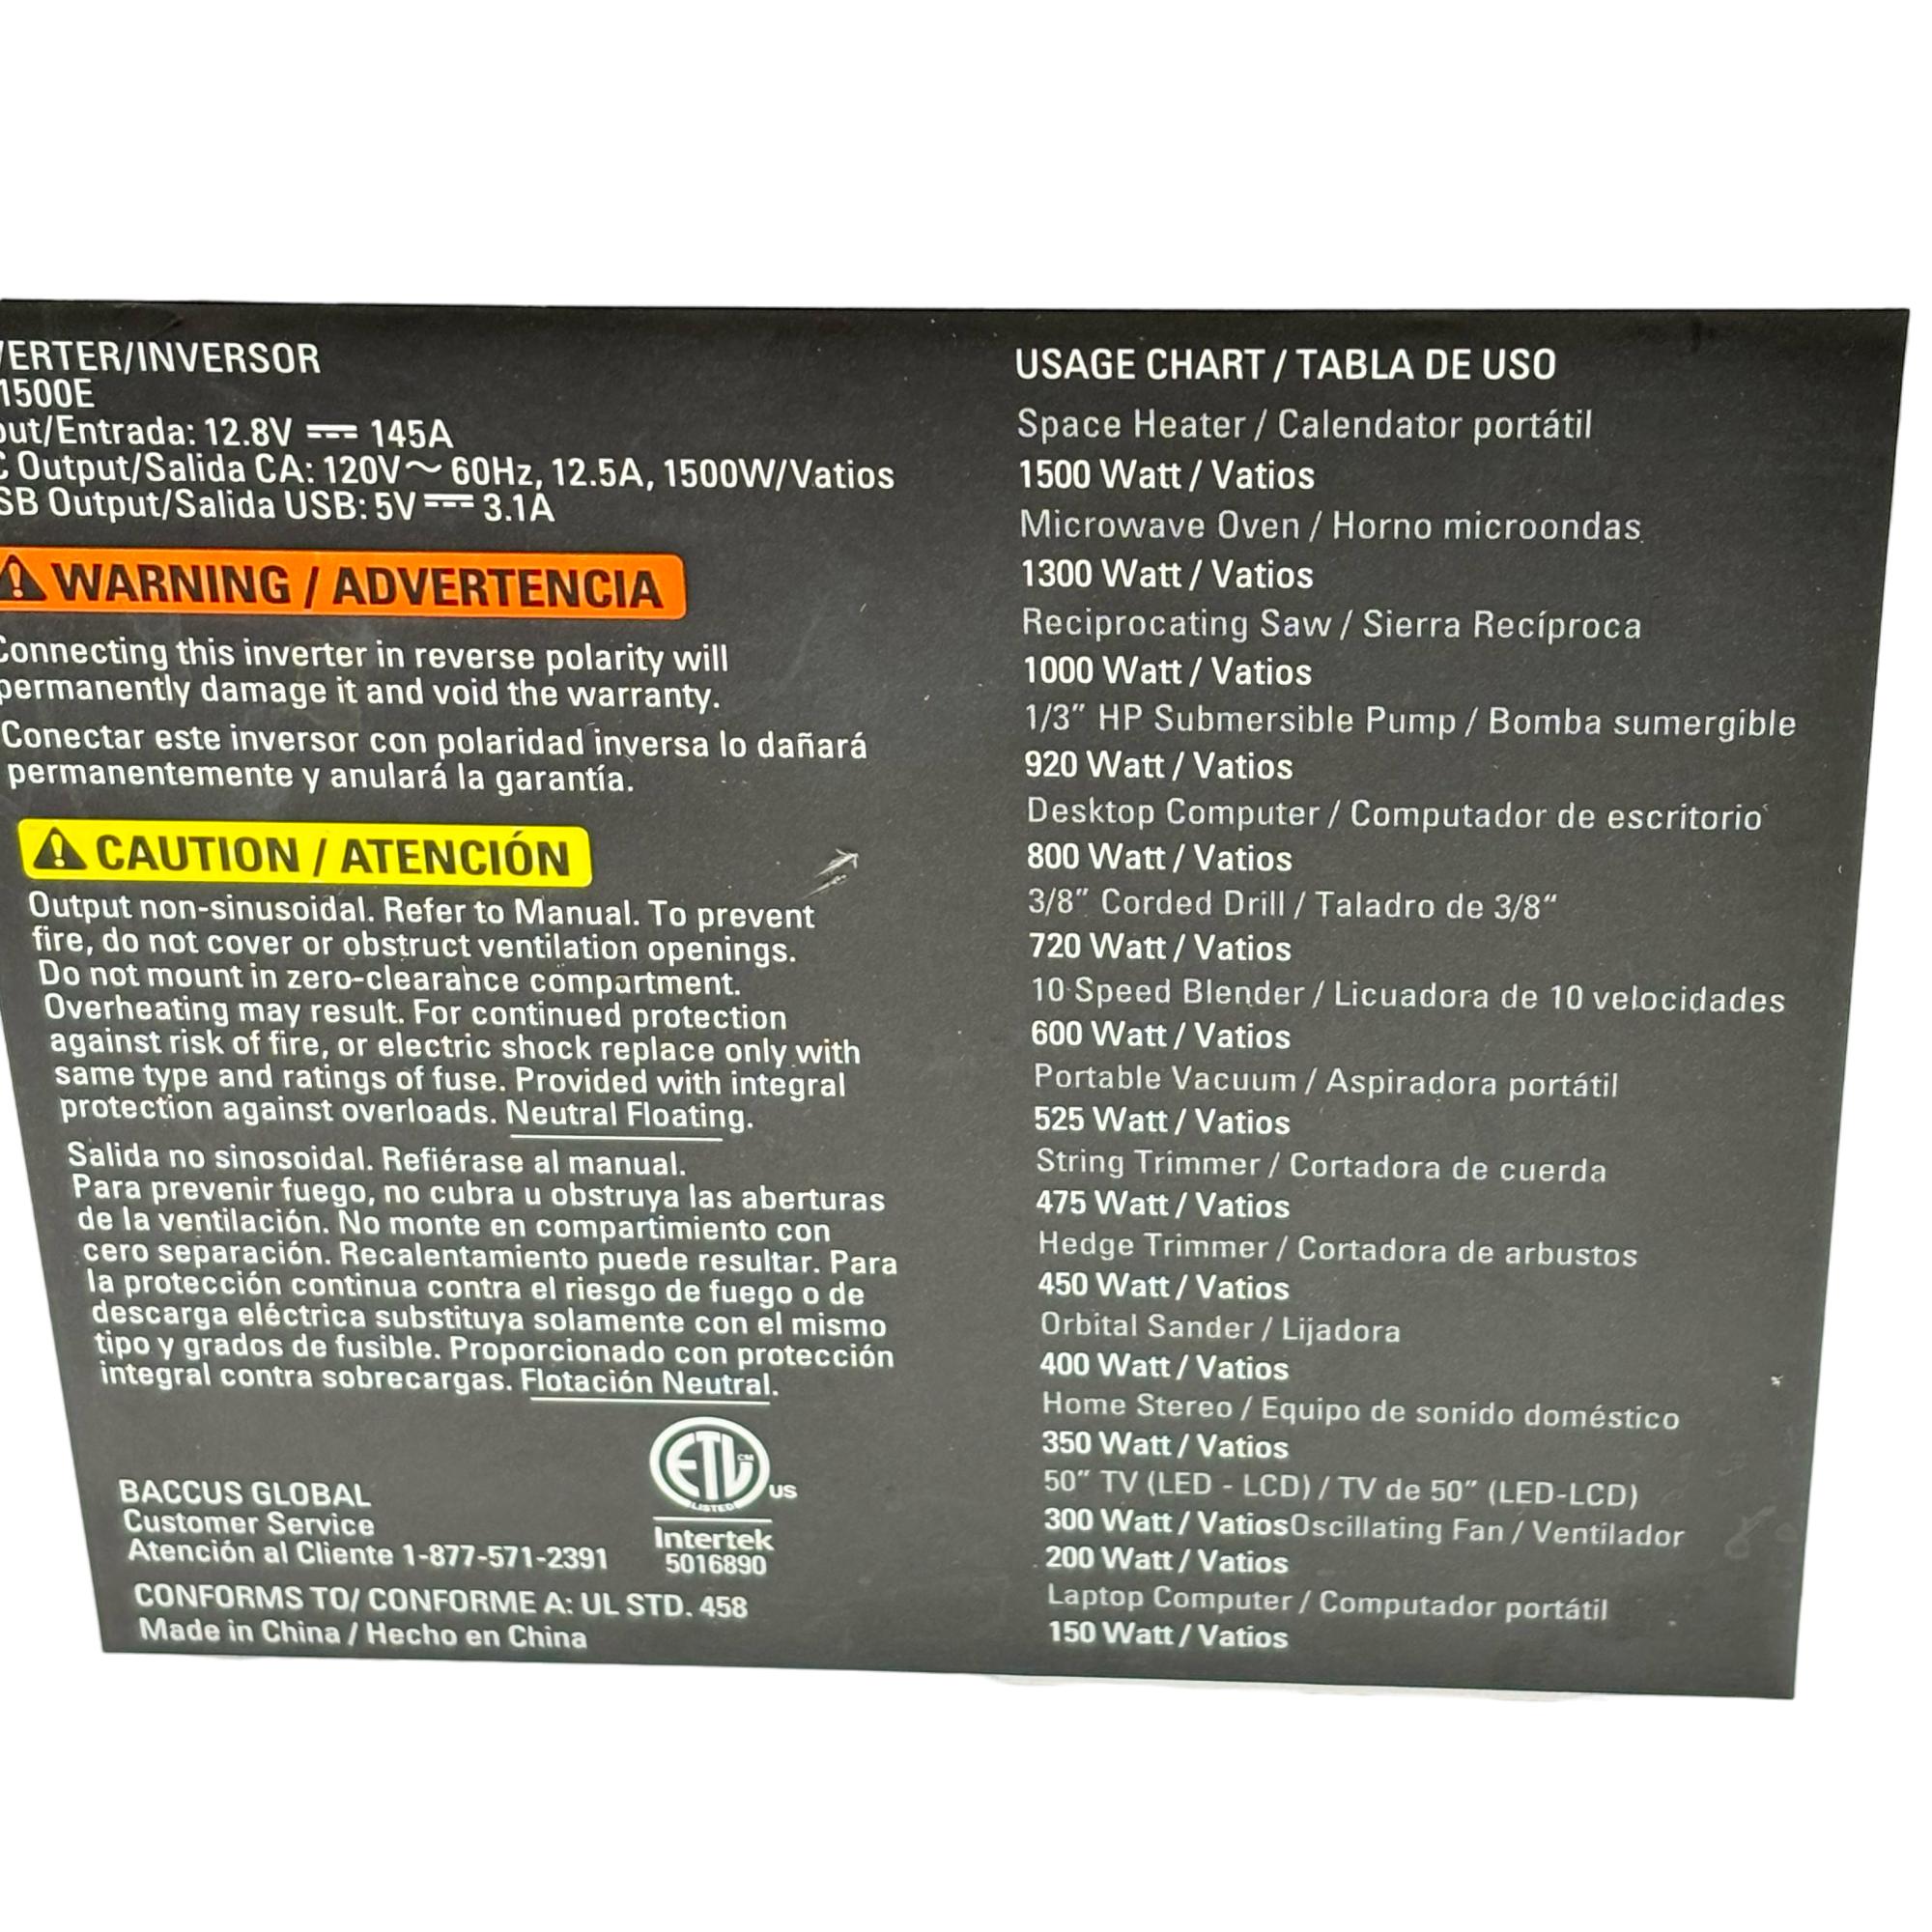 ERTER/INVERSOR
1500E
put/Entrada: 12.8V ⎓ 145A
C Output/Salida CA: 120V～ 60Hz, 12.5A, 1500W/Vatios
SB Output/Salida USB: 5V ⎓ 3.1A
⚠ WARNING / ADVERTENCIA
Connecting this inverter in reverse polarity will
permanently damage it and void the warranty.
Conectar este inversor con polaridad inversa lo dañará
permanentemente y anulará la garantía.
⚠ CAUTION / ATENCIÓN
Output non-sinusoidal. Refer to Manual. To prevent
fire, do not cover or obstruct ventilation openings.
Do not mount in zero-clearance compartment.
Overheating may result. For continued protection
against risk of fire, or electric shock replace only with
same type and ratings of fuse. Provided with integral
protection against overloads. Neutral Floating.
Salida no sinosoidal. Refiérase al manual.
Para prevenir fuego, no cubra u obstruya las aberturas
de la ventilación. No monte en compartimiento con
cero separación. Recalentamiento puede resultar. Para
la protección continua contra el riesgo de fuego o de
descarga eléctrica substituya solamente con el mismo
tipo y grados de fusible. Proporcionado con protección
integral contra sobrecargas. Flotación Neutral.
BACCUS GLOBAL
Customer Service
Atención al Cliente 1-877-571-2391
ETL CM
LISTED
US
Intertek
5016890
CONFORMS TO/ CONFORME A: UL STD. 458
Made in China / Hecho en China
USAGE CHART / TABLA DE USO
Space Heater / Calendator portátil
1500 Watt / Vatios
Microwave Oven / Horno microondas
1300 Watt / Vatios
Reciprocating Saw / Sierra Recíproca
1000 Watt / Vatios
1/3” HP Submersible Pump / Bomba sumergible
920 Watt / Vatios
Desktop Computer / Computador de escritorio
800 Watt / Vatios
3/8” Corded Drill / Taladro de 3/8“
720 Watt / Vatios
10 Speed Blender / Licuadora de 10 velocidades
600 Watt / Vatios
Portable Vacuum / Aspiradora portátil
525 Watt / Vatios
String Trimmer / Cortadora de cuerda
475 Watt / Vatios
Hedge Trimmer / Cortadora de arbustos
450 Watt / Vatios
Orbital Sander / Lijadora
400 Watt / Vatios
Home Stereo / Equipo de sonido doméstico
350 Watt / Vatios
50” TV (LED - LCD) / TV de 50” (LED-LCD)
300 Watt / VatiosOscillating Fan / Ventilador
200 Watt / Vatios
Laptop Computer / Computador portátil
150 Watt / Vatios